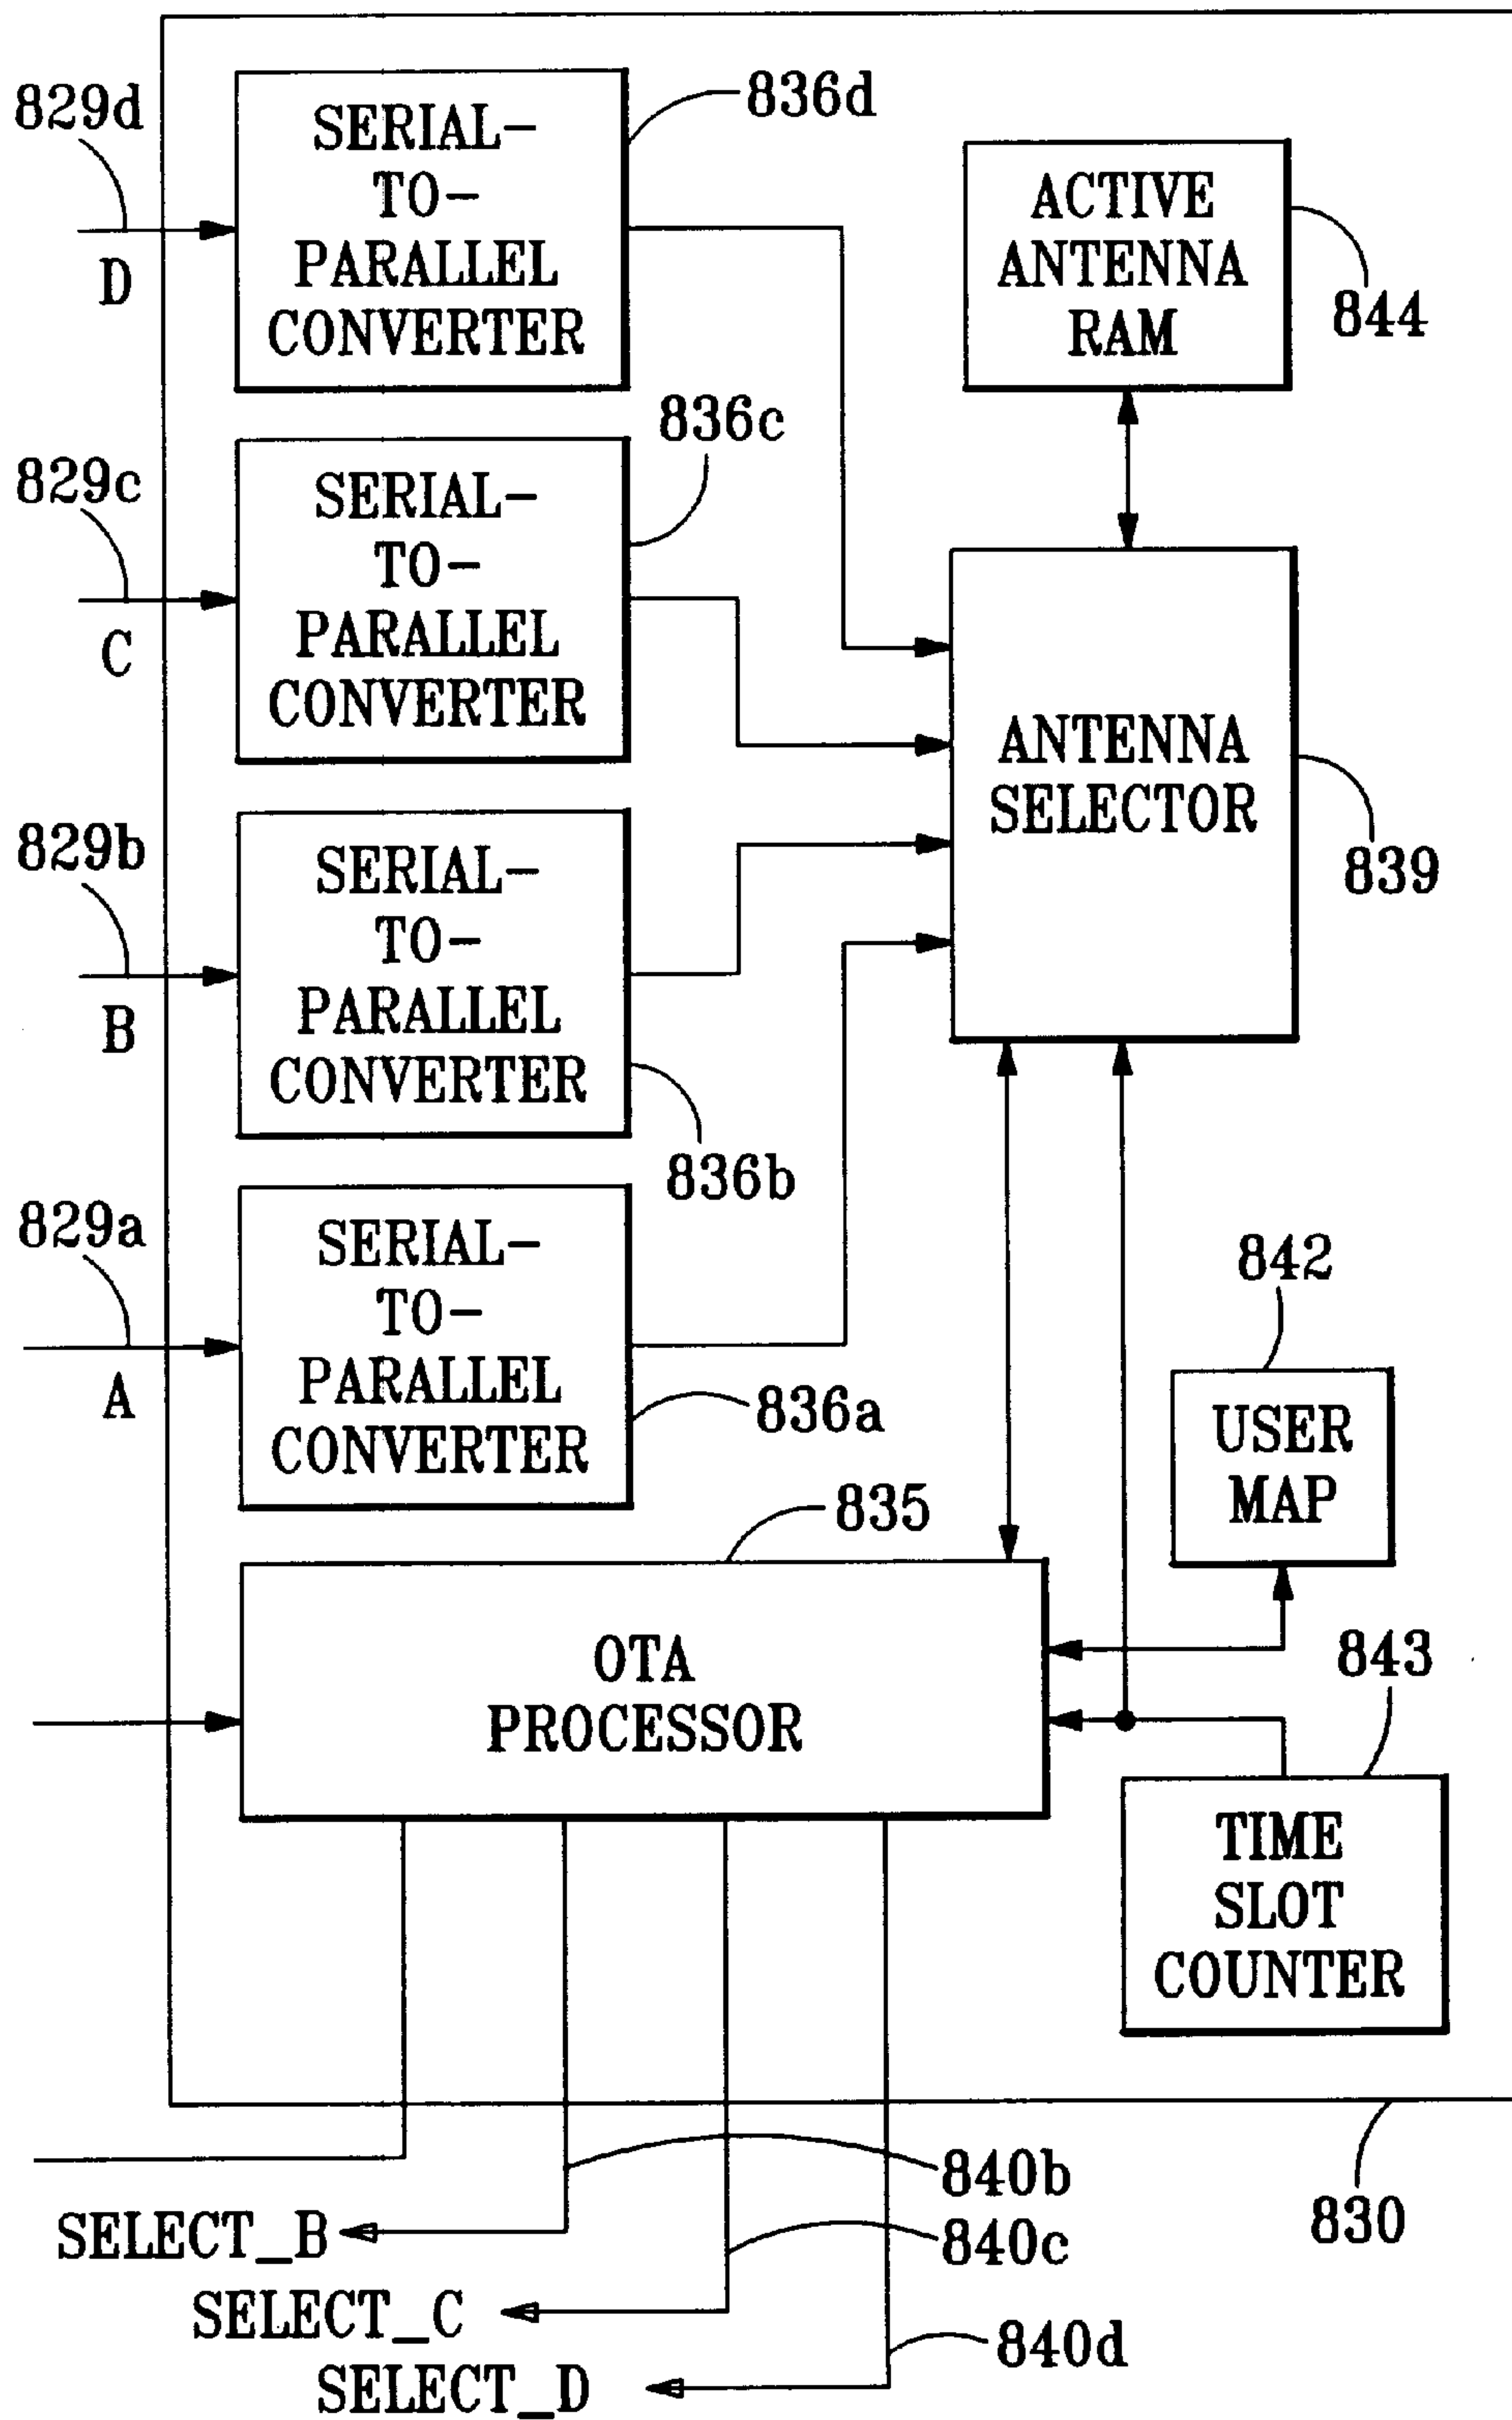 829d
D
SERIAL-
TO-
PARALLEL
CONVERTER
836d
ACTIVE
ANTENNA
RAM
844
829c
C
SERIAL-
TO-
PARALLEL
CONVERTER
836c
ANTENNA
SELECTOR
839
829b
B
SERIAL-
TO-
PARALLEL
CONVERTER
836b
829a
A
SERIAL-
TO-
PARALLEL
CONVERTER
836a
842
USER
MAP
835
OTA
PROCESSOR
843
TIME
SLOT
COUNTER
830
840b
SELECT_B
840c
SELECT_C
840d
SELECT_D